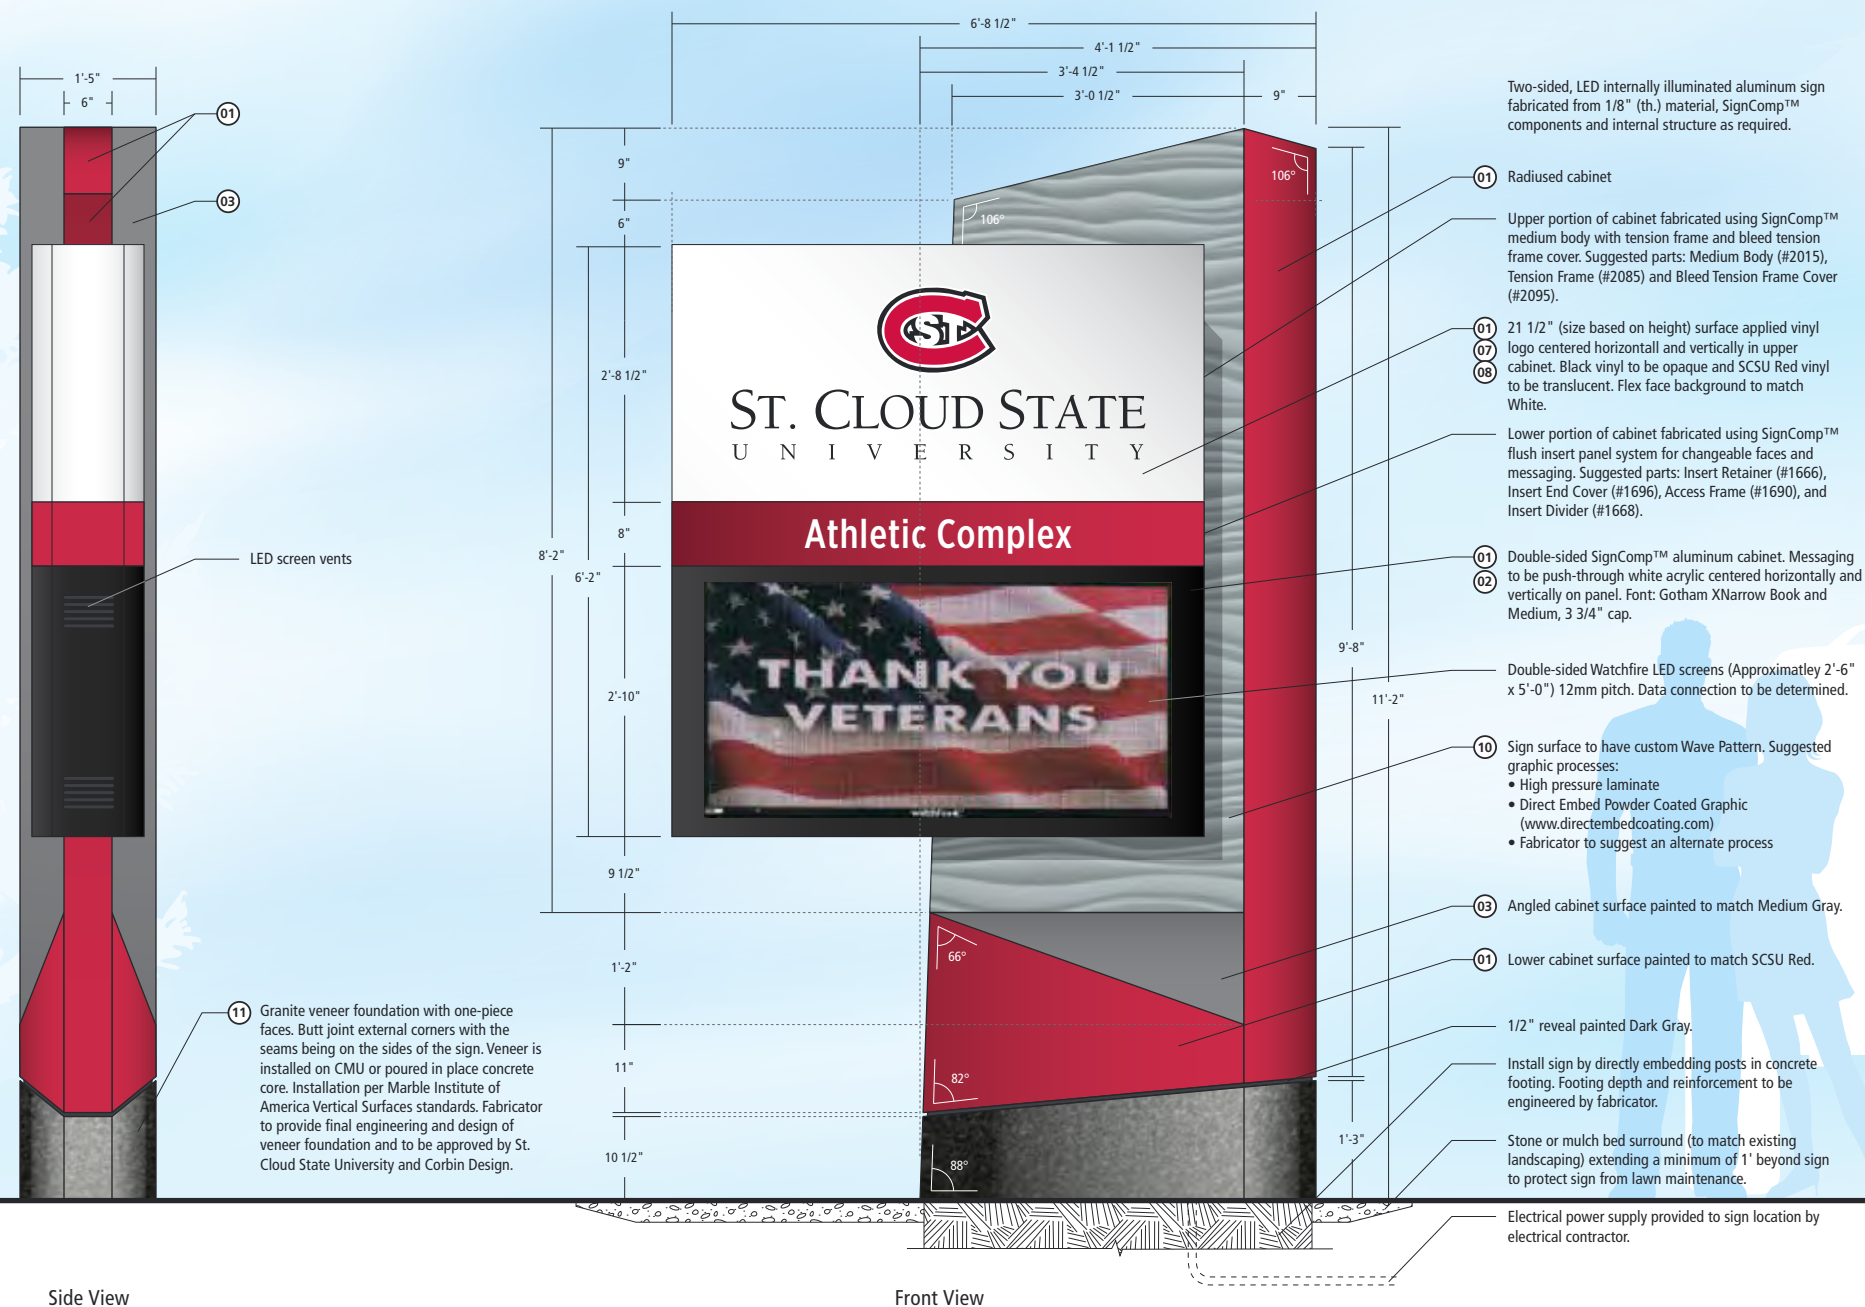 6'-8 1/2"
4'-1 1/2"
3'-4 1/2"
3'-0 1/2"
9"
1'-5"
6"
01
03
LED screen vents
11
Granite veneer foundation with one-piece
faces. Butt joint external corners with the
seams being on the sides of the sign. Veneer is
installed on CMU or poured in place concrete
core. Installation per Marble Institute of
America Vertical Surfaces standards. Fabricator
to provide final engineering and design of
veneer foundation and to be approved by St.
Cloud State University and Corbin Design.
Side View
9"
6"
2'-8 1/2"
8"
8'-2"
6'-2"
2'-10"
9 1/2"
1'-2"
11"
10 1/2"
106°
106°
ST
ST. CLOUD STATE
UNIVERSITY
Athletic Complex
THANK YOU
VETERANS
66°
82°
88°
9'-8"
11'-2"
1'-3"
Front View
Two-sided, LED internally illuminated aluminum sign
fabricated from 1/8" (th.) material, SignComp™
components and internal structure as required.
01
Radiused cabinet
Upper portion of cabinet fabricated using SignComp™
medium body with tension frame and bleed tension
frame cover. Suggested parts: Medium Body (#2015),
Tension Frame (#2085) and Bleed Tension Frame Cover
(#2095).
01
07
08
21 1/2" (size based on height) surface applied vinyl
logo centered horizontall and vertically in upper
cabinet. Black vinyl to be opaque and SCSU Red vinyl
to be translucent. Flex face background to match
White.
Lower portion of cabinet fabricated using SignComp™
flush insert panel system for changeable faces and
messaging. Suggested parts: Insert Retainer (#1666),
Insert End Cover (#1696), Access Frame (#1690), and
Insert Divider (#1668).
01
02
Double-sided SignComp™ aluminum cabinet. Messaging
to be push-through white acrylic centered horizontally and
vertically on panel. Font: Gotham XNarrow Book and
Medium, 3 3/4" cap.
Double-sided Watchfire LED screens (Approximatley 2'-6"
x 5'-0") 12mm pitch. Data connection to be determined.
10
Sign surface to have custom Wave Pattern. Suggested
graphic processes:
• High pressure laminate
• Direct Embed Powder Coated Graphic
(www.directembedcoating.com)
• Fabricator to suggest an alternate process
03
Angled cabinet surface painted to match Medium Gray.
01
Lower cabinet surface painted to match SCSU Red.
1/2" reveal painted Dark Gray.
Install sign by directly embedding posts in concrete
footing. Footing depth and reinforcement to be
engineered by fabricator.
Stone or mulch bed surround (to match existing
landscaping) extending a minimum of 1' beyond sign
to protect sign from lawn maintenance.
Electrical power supply provided to sign location by
electrical contractor.